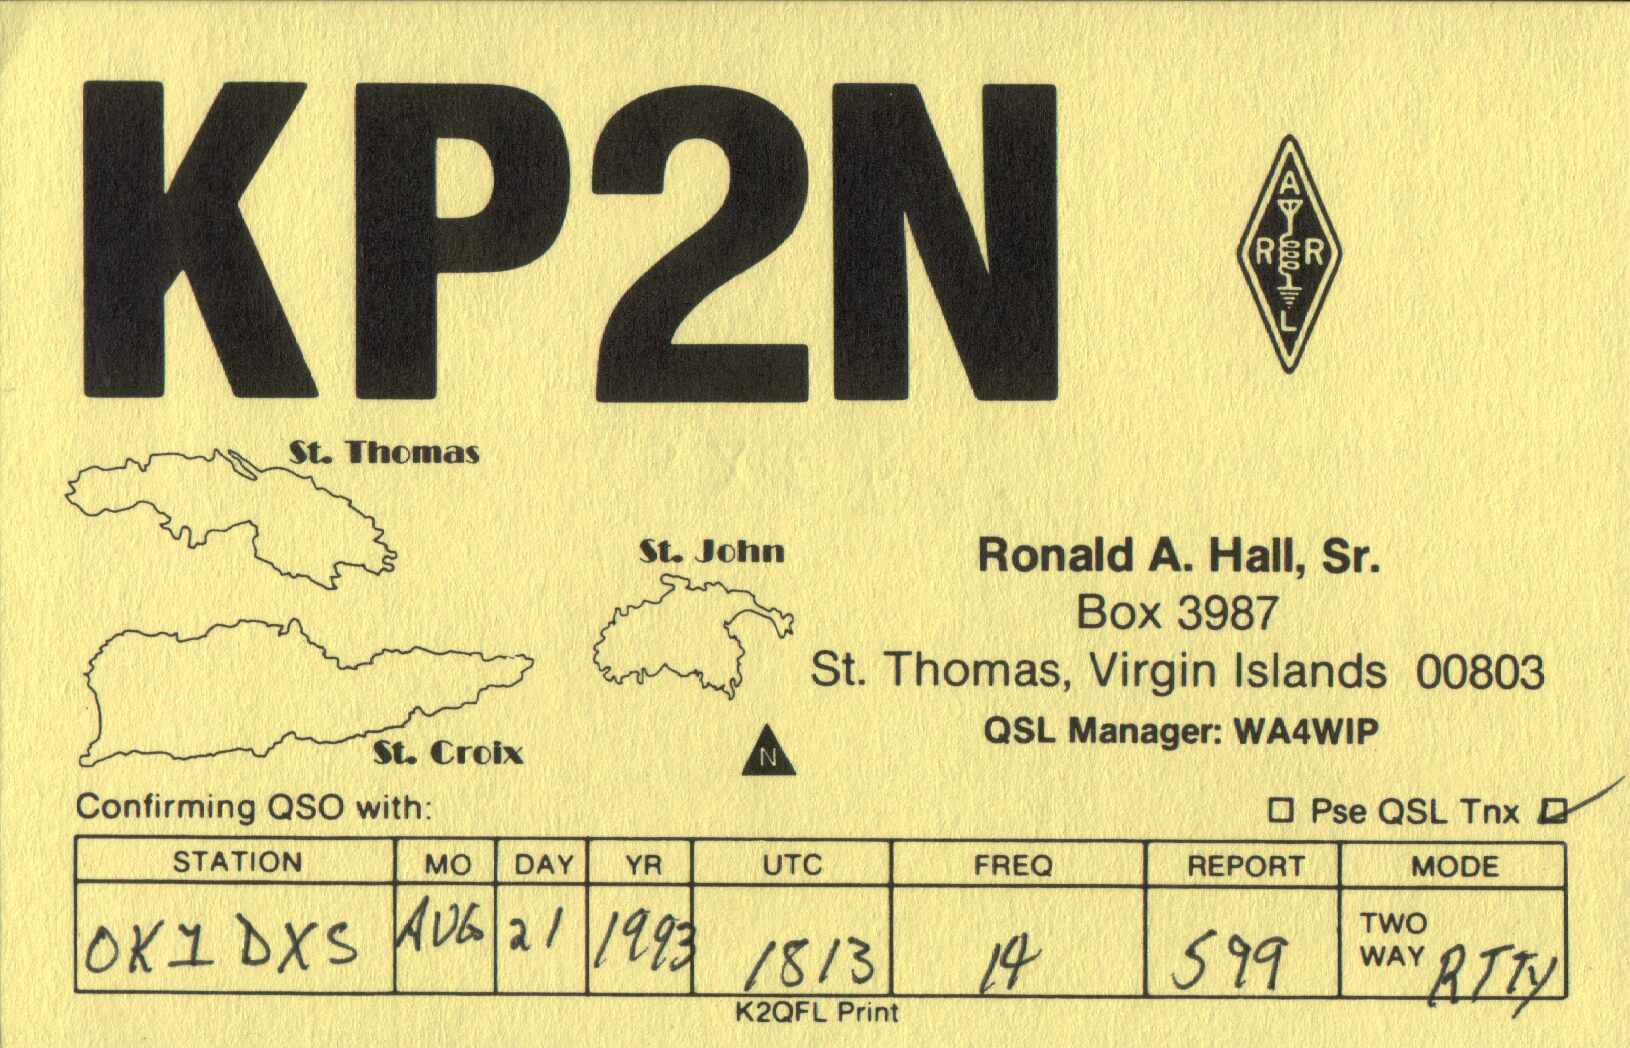 KP2N
A
R R
L
St. Thomas
St. John
St. Croix
Ronald A. Hall, Sr.
Box 3987
St. Thomas, Virgin Islands 00803
QSL Manager: WA4WIP
N
Confirming QSO with:
□ Pse QSL Tnx □
STATION MO DAY YR UTC FREQ REPORT MODE
OK1DXS AUG 21 1993 1813 14 599 TWO WAY RTTY
K2QFL Print